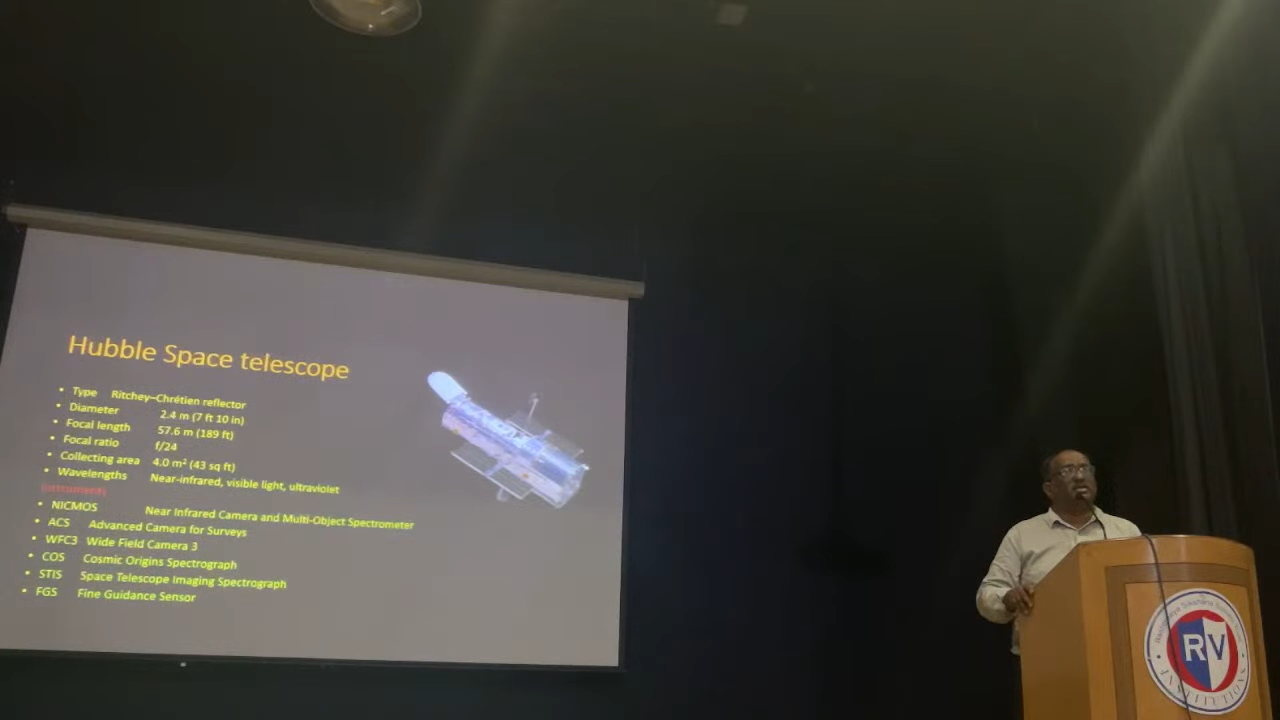 Hubble Space telescope
• Type Ritchey–Chrétien reflector
• Diameter 2.4 m (7 ft 10 in)
• Focal length 57.6 m (189 ft)
• Focal ratio f/24
• Collecting area 4.0 m² (43 sq ft)
• Wavelengths Near-infrared, visible light, ultraviolet
Instruments
• NICMOS Near Infrared Camera and Multi-Object Spectrometer
• ACS Advanced Camera for Surveys
• WFC3 Wide Field Camera 3
• COS Cosmic Origins Spectrograph
• STIS Space Telescope Imaging Spectrograph
• FGS Fine Guidance Sensor
RV
INSTITUTIONS